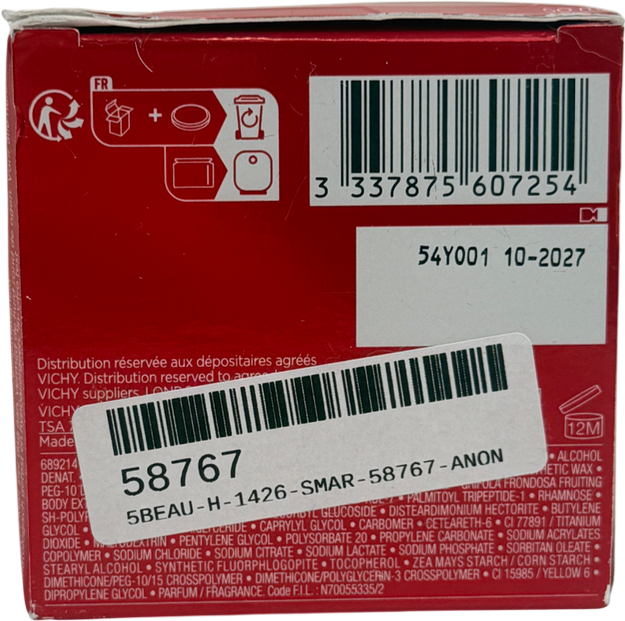 FR
+
3 337875 607254
54Y001 10-2027
Distribution réservée aux dépositaires agréés
VICHY. Distribution reserved to
VICHY suppliers.
VICHY
TSA
Made
12M
58767
5BEAU-H-1426-SMAR-58767-ANON
689214
• ALCOHOL
DENAT. •
WAX •
PEG-10
FRONDOSA FRUITING
BODY
• PALMITOYL TRIPEPTIDE-1 • RHAMNOSE •
GLUCOSIDE • DISTEARDIMONIUM HECTORITE • BUTYLENE
GLYCOL •
• CAPRYLYL GLYCOL • CARBOMER • CETEARETH-6 • CI 77891 / TITANIUM
DIOXIDE •
• PENTYLENE GLYCOL • POLYSORBATE 20 • PROPYLENE CARBONATE • SODIUM ACRYLATES
COPOLYMER • SODIUM CHLORIDE • SODIUM CITRATE • SODIUM LACTATE • SODIUM PHOSPHATE • SORBITAN OLEATE •
STEARYL ALCOHOL • SYNTHETIC FLUORPHLOGOPITE • TOCOPHEROL • ZEA MAYS STARCH / CORN STARCH •
DIMETHICONE/PEG-10/15 CROSSPOLYMER • DIMETHICONE/POLYGLYCERIN-3 CROSSPOLYMER • CI 15985 / YELLOW 6 •
DIPROPYLENE GLYCOL • PARFUM / FRAGRANCE. Code F.I.L. : N70055335/2